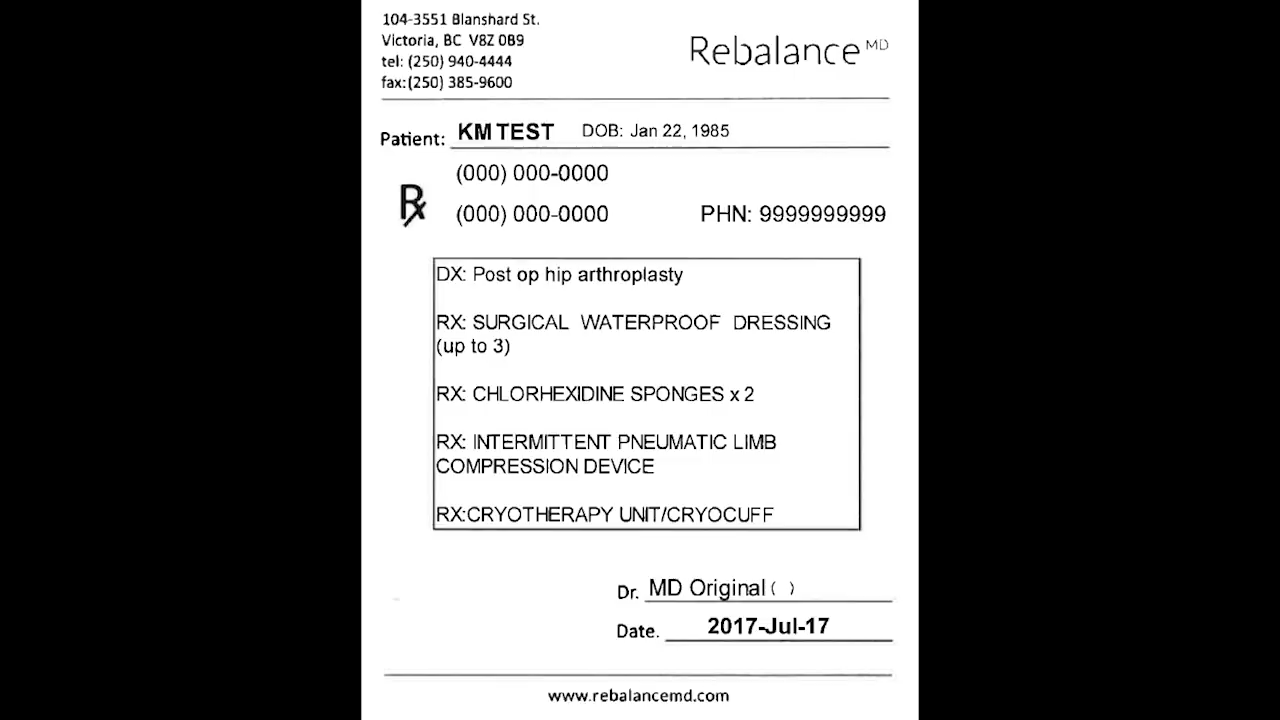 104-3551 Blanshard St.
Victoria, BC V8Z 0B9
tel: (250) 940-4444
fax:(250) 385-9600
Rebalance MD
Patient: KM TEST DOB: Jan 22, 1985
(000) 000-0000
Rx
(000) 000-0000 PHN: 9999999999
DX: Post op hip arthroplasty
RX: SURGICAL WATERPROOF DRESSING
(up to 3)
RX: CHLORHEXIDINE SPONGES x 2
RX: INTERMITTENT PNEUMATIC LIMB
COMPRESSION DEVICE
RX:CRYOTHERAPY UNIT/CRYOCUFF
Dr. MD Original ( )
Date. 2017-Jul-17
www.rebalancemd.com